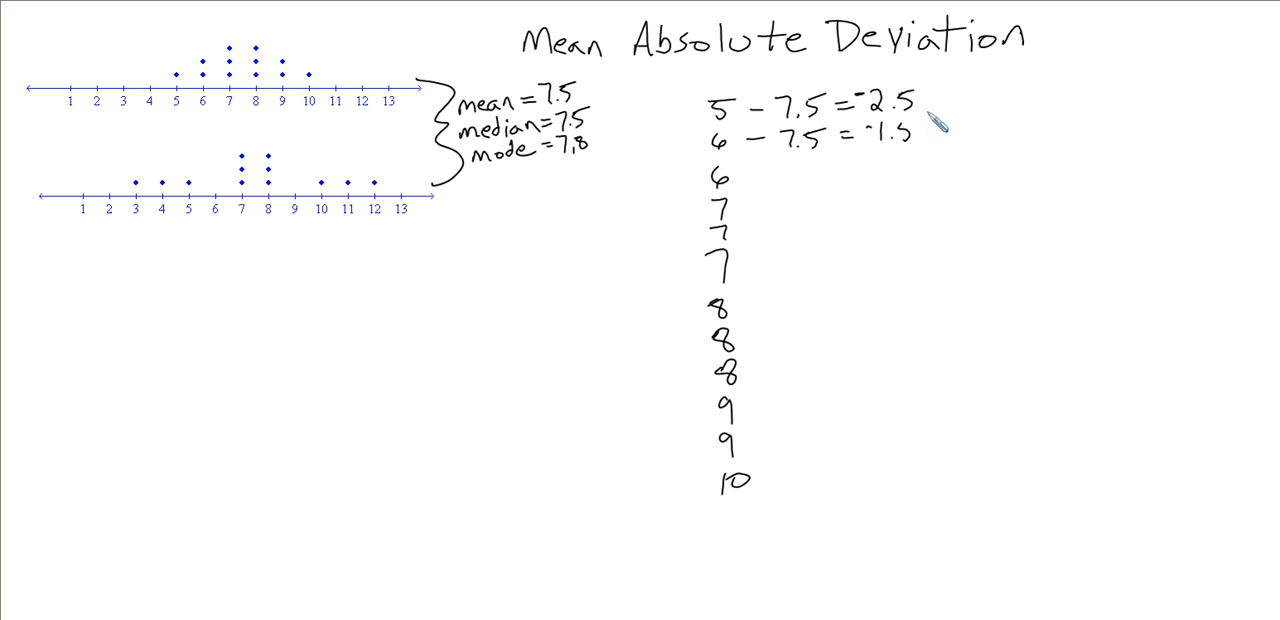 Mean Absolute Deviation
1 2 3 4 5 6 7 8 9 10 11 12 13
mean = 7.5
median = 7.5
mode = 7,8
1 2 3 4 5 6 7 8 9 10 11 12 13
5 - 7.5 = -2.5
6 - 7.5 = -1.5
6
7
7
7
8
8
8
9
9
10